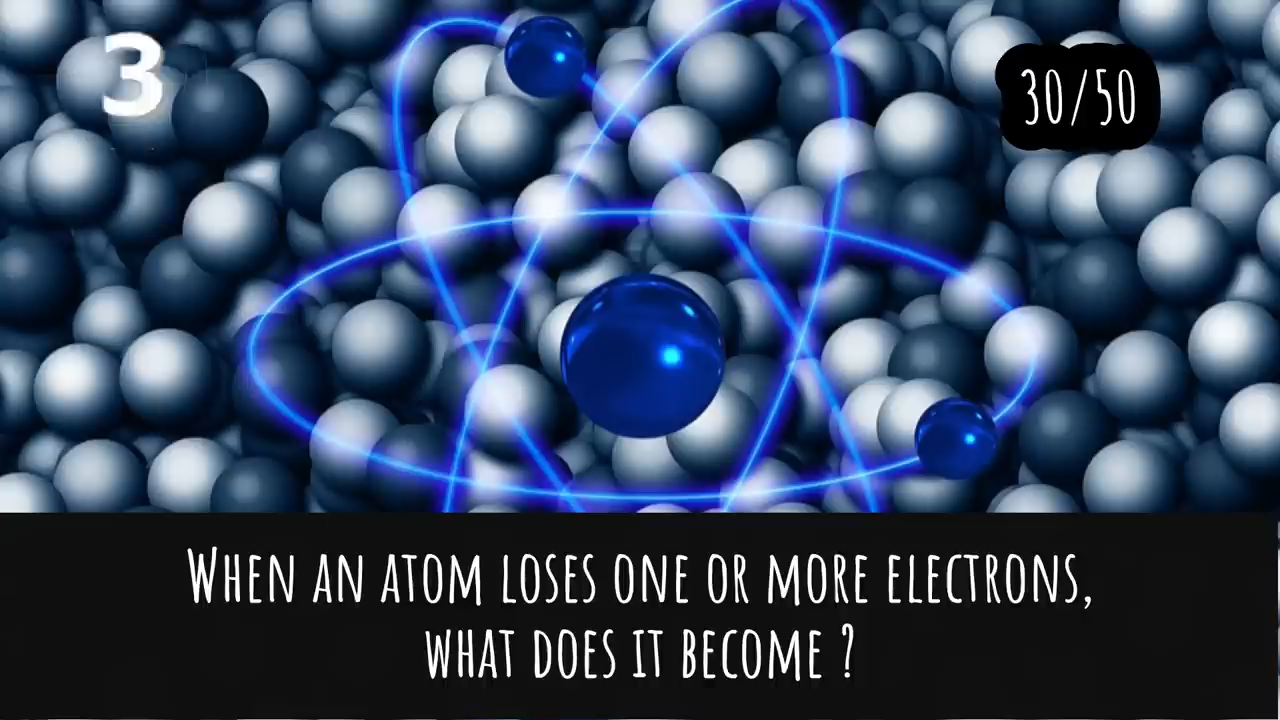 3
30/50
When an atom loses one or more electrons,
what does it become ?